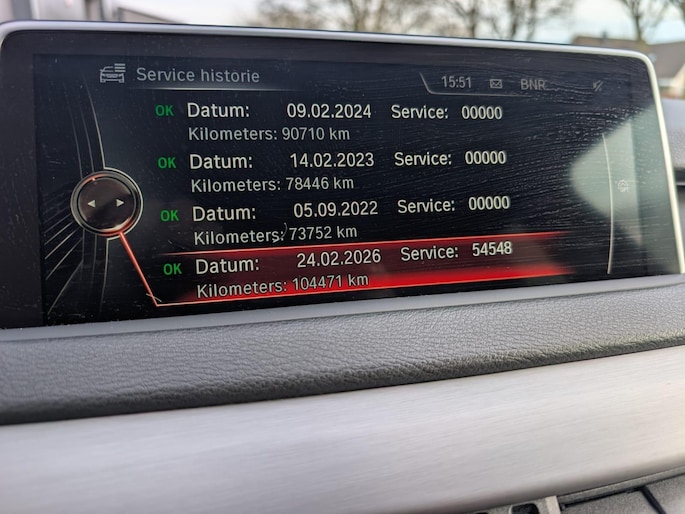 Service historie 15:51 BNR
OK Datum: 09.02.2024 Service: 00000
Kilometers: 90710 km
OK Datum: 14.02.2023 Service: 00000
Kilometers: 78446 km
OK Datum: 05.09.2022 Service: 00000
Kilometers: 73752 km
OK Datum: 24.02.2026 Service: 54548
Kilometers: 104471 km